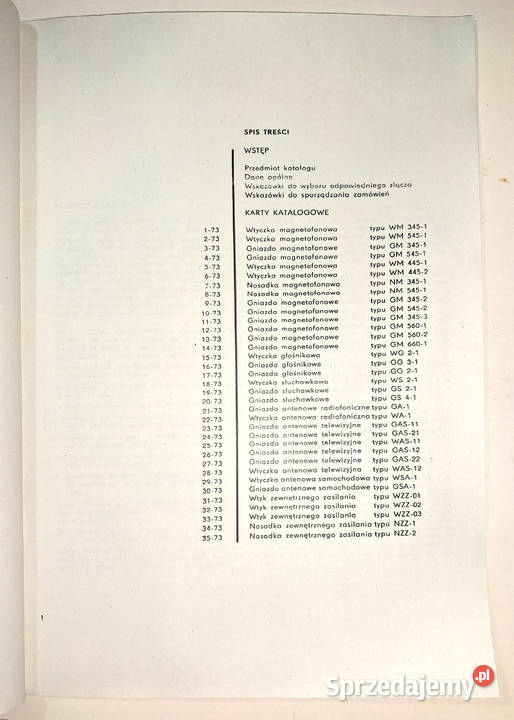 SPIS TREŚCI
WSTĘP
Przedmiot katalogu
Dane ogólne
Wskazówki do wyboru odpowiedniego złącza
Wskazówki do sporządzania zamówień
KARTY KATALOGOWE
1-73 Wtyczka magnetofonowa typu WM 345-1
2-73 Wtyczka magnetofonowa typu WM 545-1
3-73 Gniazdo magnetofonowe typu GM 345-1
4-73 Gniazdo magnetofonowe typu GM 545-1
5-73 Wtyczka magnetofonowa typu WM 445-1
6-73 Wtyczka magnetofonowa typu WM 445-2
7-73 Nasadka magnetofonowa typu NM 345-1
8-73 Nasadka magnetofonowa typu NM 545-1
9-73 Gniazdo magnetofonowe typu GM 345-2
10-73 Gniazdo magnetofonowe typu GM 545-2
11-73 Gniazdo magnetofonowe typu GM 345-3
12-73 Gniazdo magnetofonowe typu GM 560-1
13-73 Gniazdo magnetofonowe typu GM 560-2
14-73 Gniazdo magnetofonowe typu GM 660-1
15-73 Wtyczka głośnikowa typu WG 2-1
16-73 Gniazdo głośnikowe typu GG 3-1
17-73 Gniazdo głośnikowe typu GG 2-1
18-73 Wtyczka słuchawkowa typu WS 2-1
19-73 Gniazdo słuchawkowe typu GS 2-1
20-73 Gniazdo słuchawkowe typu GS 4-1
21-73 Gniazdo antenowe radiofoniczne typu GA-1
22-73 Wtyczka antenowa radiofoniczna typu WA-1
23-73 Gniazdo antenowe telewizyjne typu GAS-11
24-73 Gniazdo antenowe telewizyjne typu GAS-21
25-73 Gniazdo antenowe telewizyjne typu WAS-11
26-73 Gniazdo antenowe telewizyjne typu GAS-12
27-73 Gniazdo antenowe telewizyjne typu GAS-22
28-73 Wtyczka antenowa telewizyjna typu WAS-12
29-73 Wtyczka antenowa samochodowa typu WSA-1
30-73 Gniazdo antenowe samochodowe typu GSA-1
31-73 Wtyk zewnętrznego zasilania typu WZZ-01
32-73 Wtyk zewnętrznego zasilania typu WZZ-02
33-73 Wtyk zewnętrznego zasilania typu WZZ-03
34-73 Nasadka zewnętrznego zasilania typu NZZ-1
35-73 Nasadka zewnętrznego zasilania typu NZZ-2
1
Sprzedajemy.pl